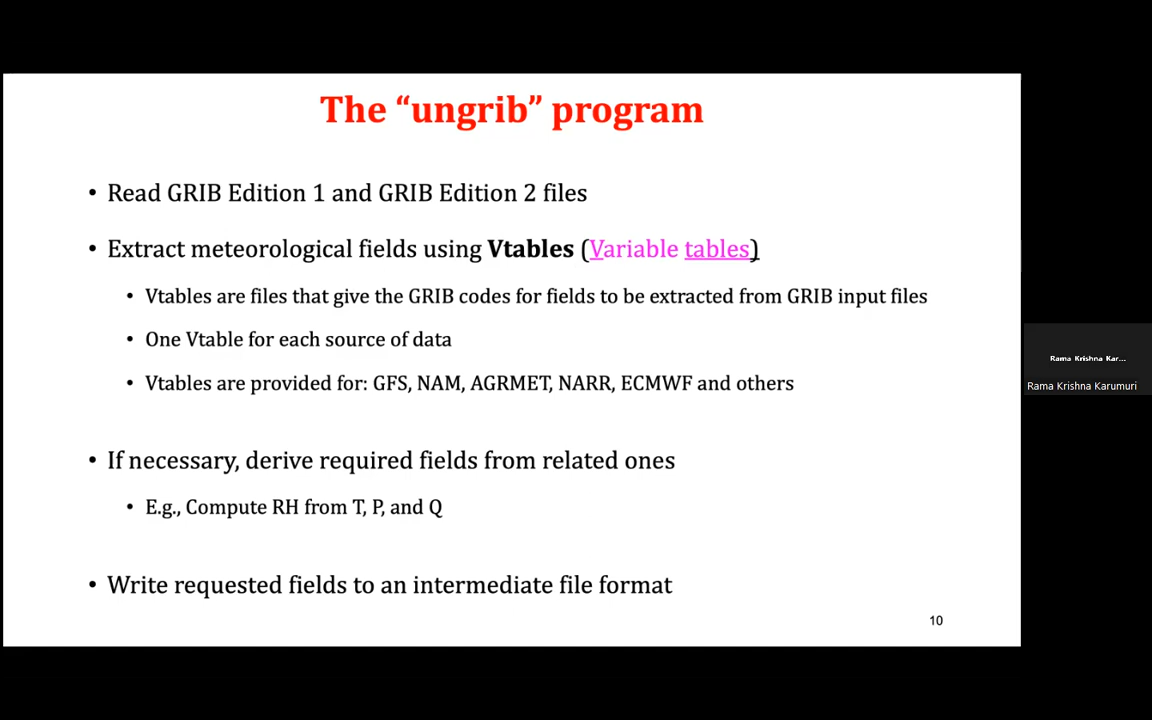 The “ungrib” program
• Read GRIB Edition 1 and GRIB Edition 2 files
• Extract meteorological fields using Vtables (Variable tables)
• Vtables are files that give the GRIB codes for fields to be extracted from GRIB input files
• One Vtable for each source of data
• Vtables are provided for: GFS, NAM, AGRMET, NARR, ECMWF and others
• If necessary, derive required fields from related ones
• E.g., Compute RH from T, P, and Q
• Write requested fields to an intermediate file format
10
Rama Krishna Kar...
Rama Krishna Karumuri